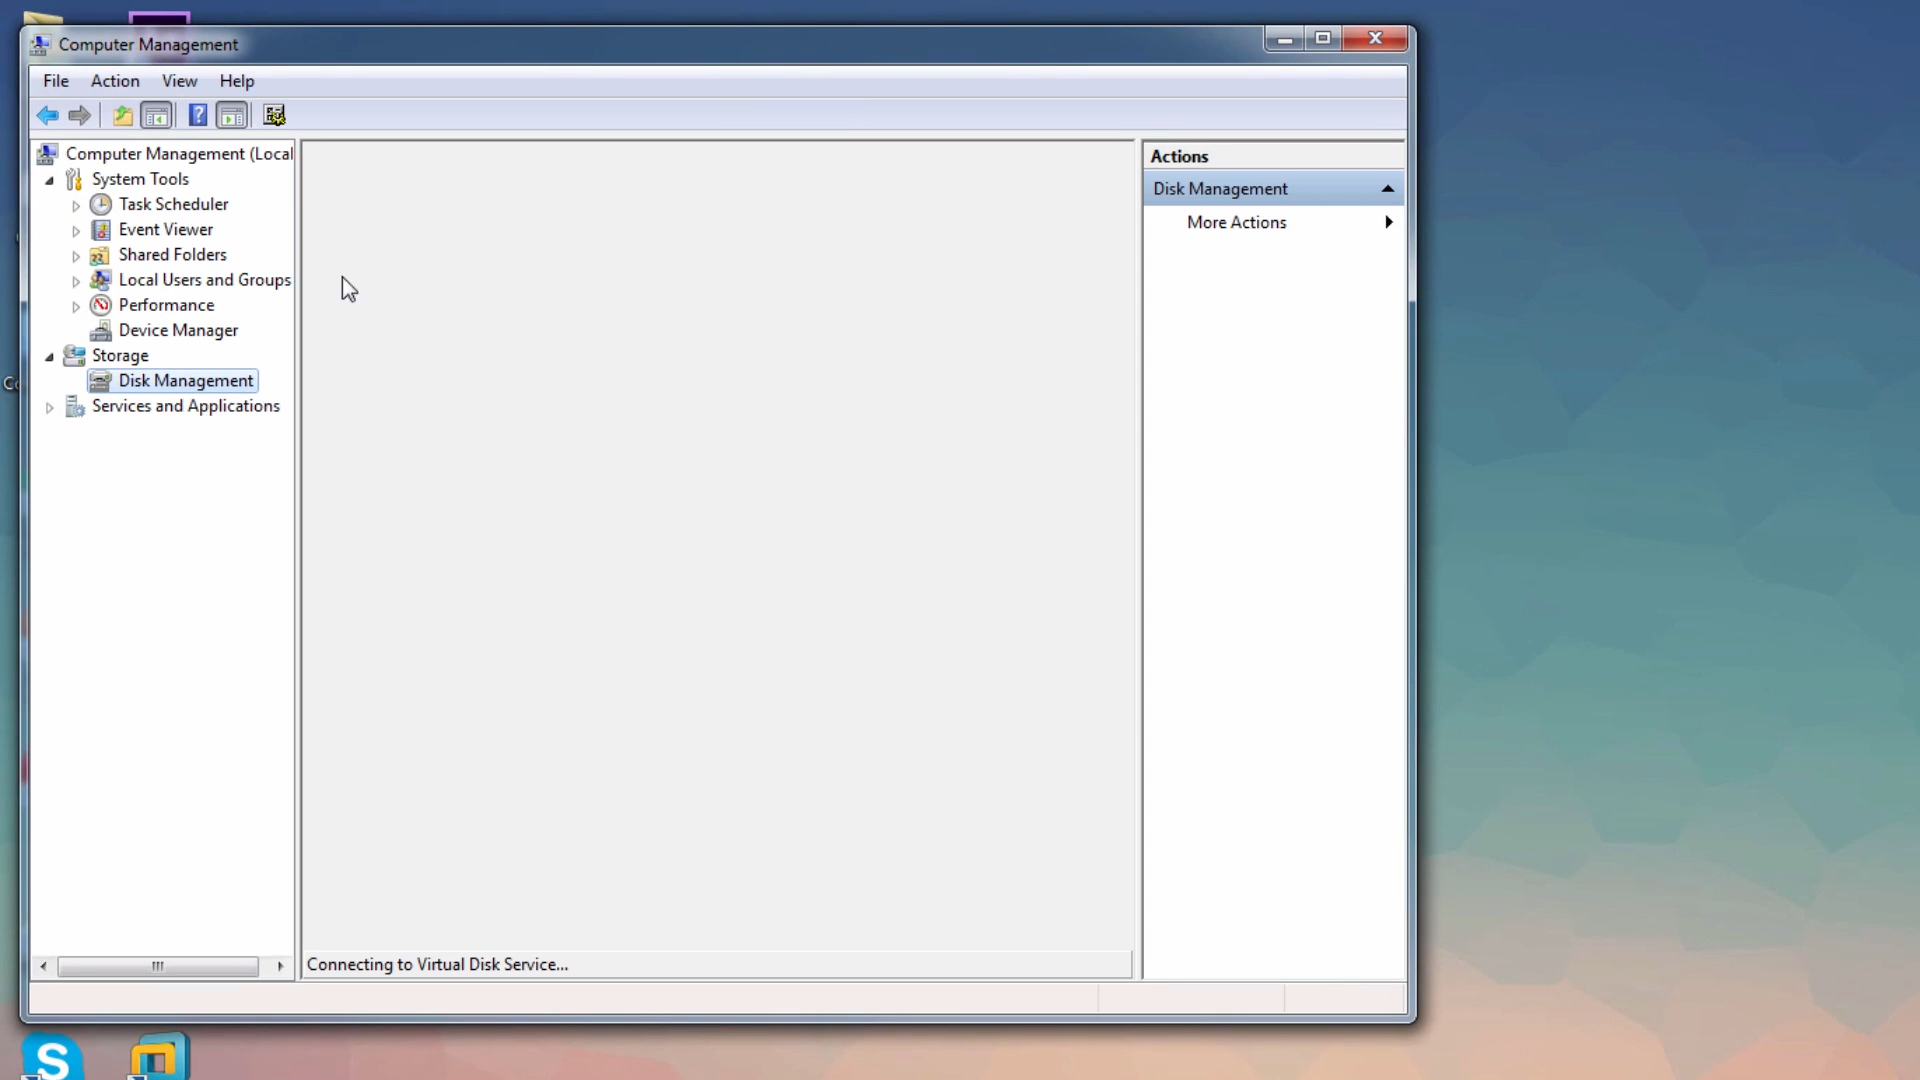 Computer Management
File Action View Help
Computer Management (Local
System Tools
Task Scheduler
Event Viewer
Shared Folders
Local Users and Groups
Performance
Device Manager
Storage
Disk Management
Services and Applications
Connecting to Virtual Disk Service...
Actions
Disk Management
More Actions